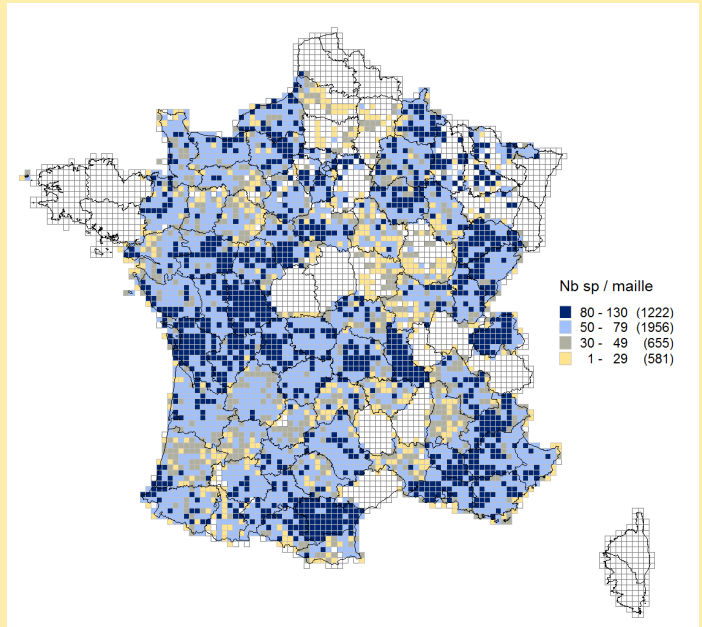 Nb sp / maille
80 - 130 (1222)
50 - 79 (1956)
30 - 49 (655)
1 - 29 (581)